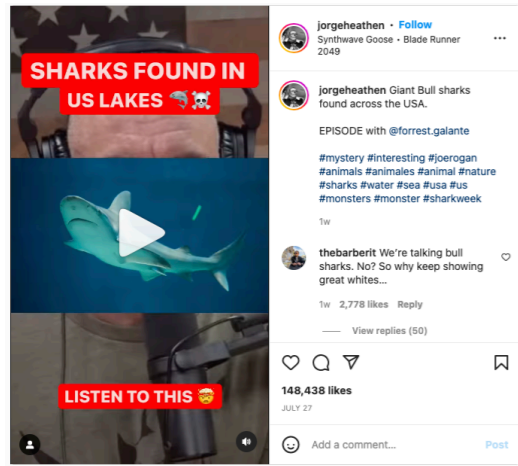 SHARKS FOUND IN
US LAKES 🦈☠️
LISTEN TO THIS 🤯
jorgeheathen • Follow
Synthwave Goose • Blade Runner
2049
jorgeheathen Giant Bull sharks
found across the USA.
EPISODE with @forrest.galante
#mystery #interesting #joerogan
#animals #animales #animal #nature
#sharks #water #sea #usa #us
#monsters #monster #sharkweek
1w
thebarberit We're talking bull
sharks. No? So why keep showing
great whites...
1w 2,778 likes Reply
View replies (50)
148,438 likes
JULY 27
Add a comment...
Post